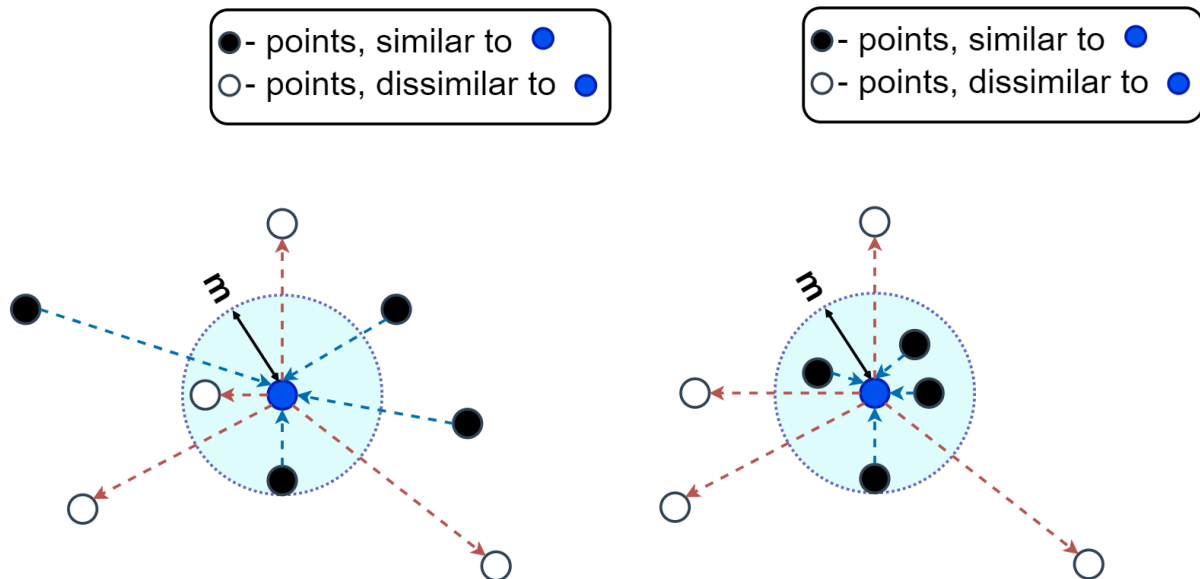 - points, similar to
- points, dissimilar to
- points, similar to
- points, dissimilar to
m
m